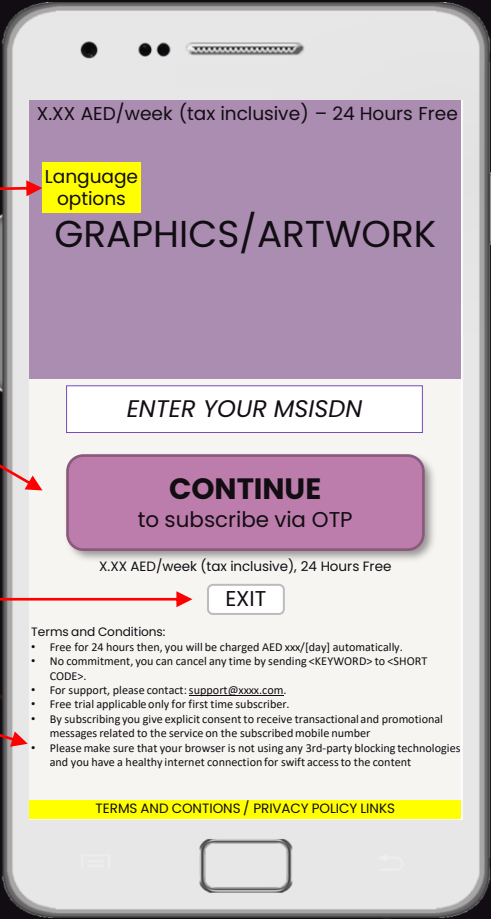 X.XX AED/week (tax inclusive) – 24 Hours Free
Language
options
GRAPHICS/ARTWORK
ENTER YOUR MSISDN
CONTINUE
to subscribe via OTP
X.XX AED/week (tax inclusive), 24 Hours Free
EXIT
Terms and Conditions:
• Free for 24 hours then, you will be charged AED xxx/[day] automatically.
• No commitment, you can cancel any time by sending <KEYWORD> to <SHORT
CODE>.
• For support, please contact: support@xxxx.com.
• Free trial applicable only for first time subscriber.
• By subscribing you give explicit consent to receive transactional and promotional
messages related to the service on the subscribed mobile number
• Please make sure that your browser is not using any 3rd-party blocking technologies
and you have a healthy internet connection for swift access to the content
TERMS AND CONTIONS / PRIVACY POLICY LINKS